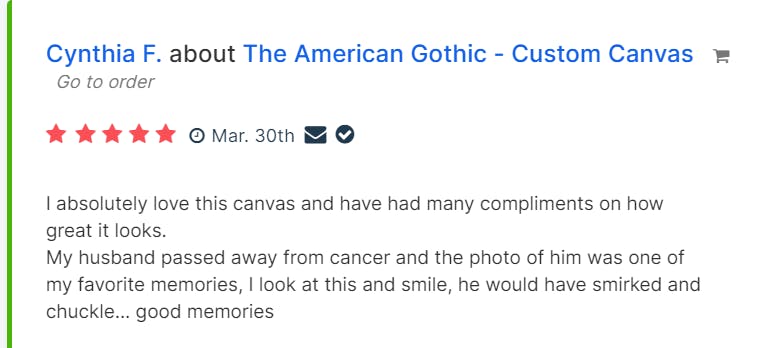 Cynthia F. about The American Gothic - Custom Canvas
Go to order
Mar. 30th
I absolutely love this canvas and have had many compliments on how
great it looks.
My husband passed away from cancer and the photo of him was one of
my favorite memories, I look at this and smile, he would have smirked and
chuckle... good memories